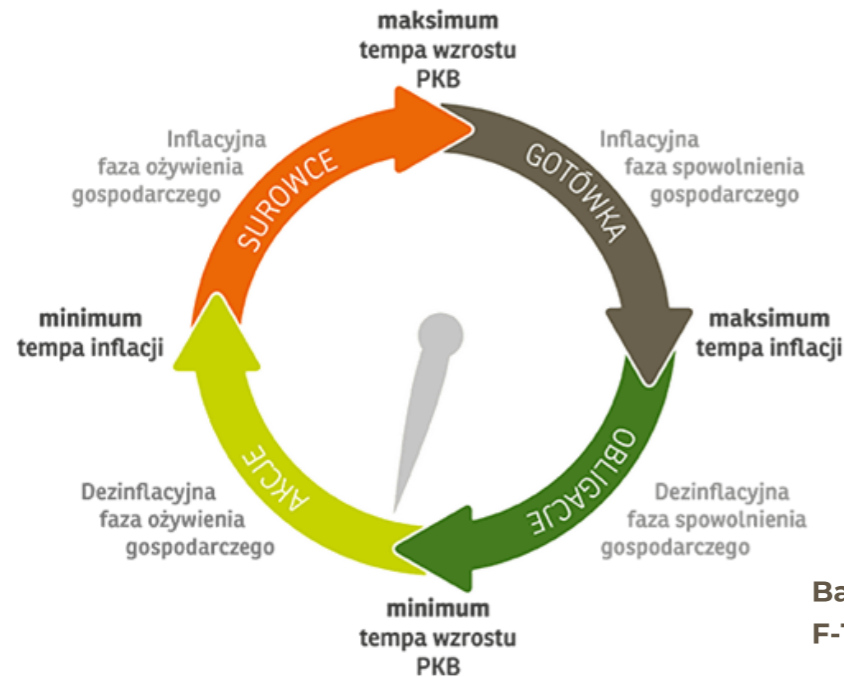 maksimum
tempa wzrostu
PKB
Inflacyjna
faza ożywienia
gospodarczego
SUROWCE
GOTÓWKA
Inflacyjna
faza spowolnienia
gospodarczego
minimum
tempa inflacji
maksimum
tempa inflacji
Dezinflacyjna
faza ożywienia
gospodarczego
AKCJE
OBLIGACJE
Dezinflacyjna
faza spowolnienia
gospodarczego
minimum
tempa wzrostu
PKB